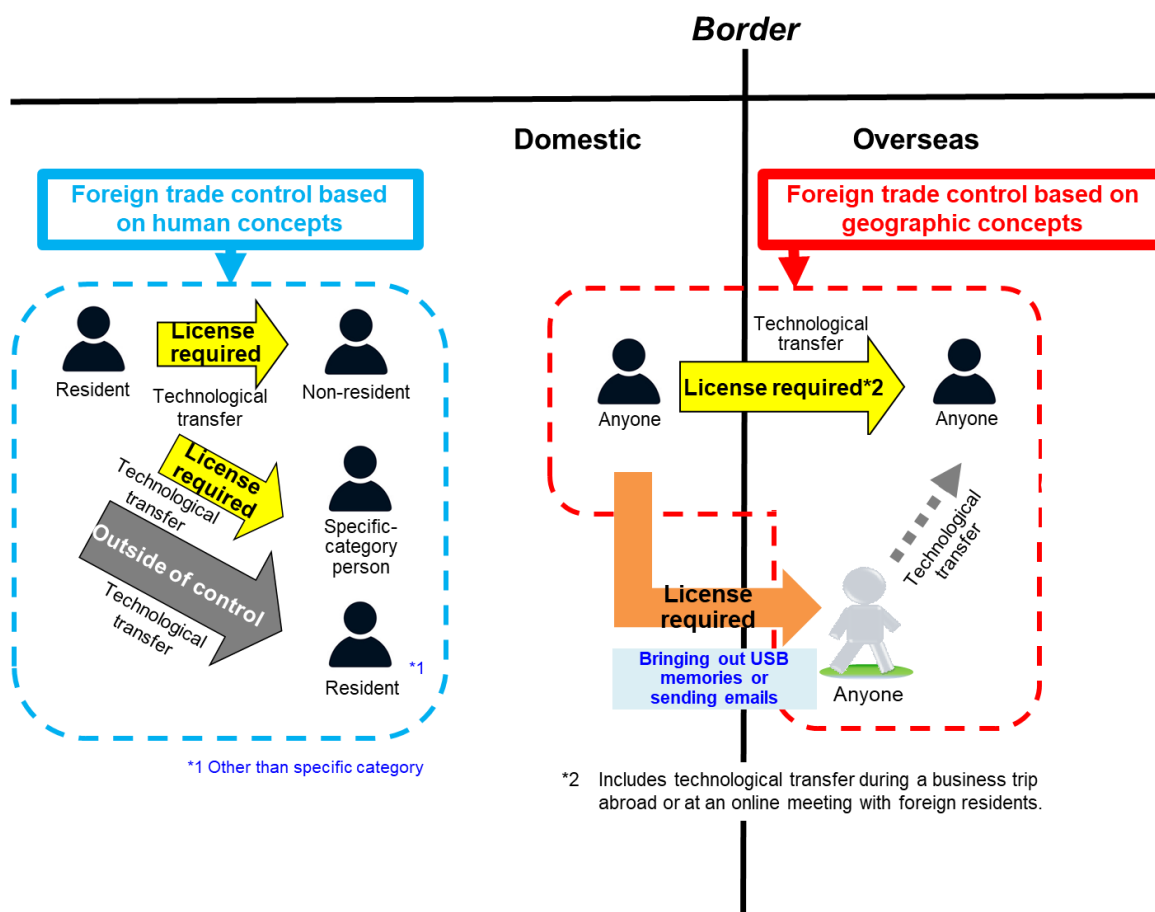 Border
Domestic
Overseas
Foreign trade control based
on human concepts
Foreign trade control based on
geographic concepts
Resident
License
required
Technological
transfer
Non-resident
License
required
Technological
transfer
Specific-
category
person
Outside of control
Technological
transfer
Resident
*1
*1 Other than specific category
Anyone
Technological
transfer
License required*2
Anyone
License
required
Bringing out USB
memories or
sending emails
Technological
transfer
Anyone
*2 Includes technological transfer during a business trip
abroad or at an online meeting with foreign residents.